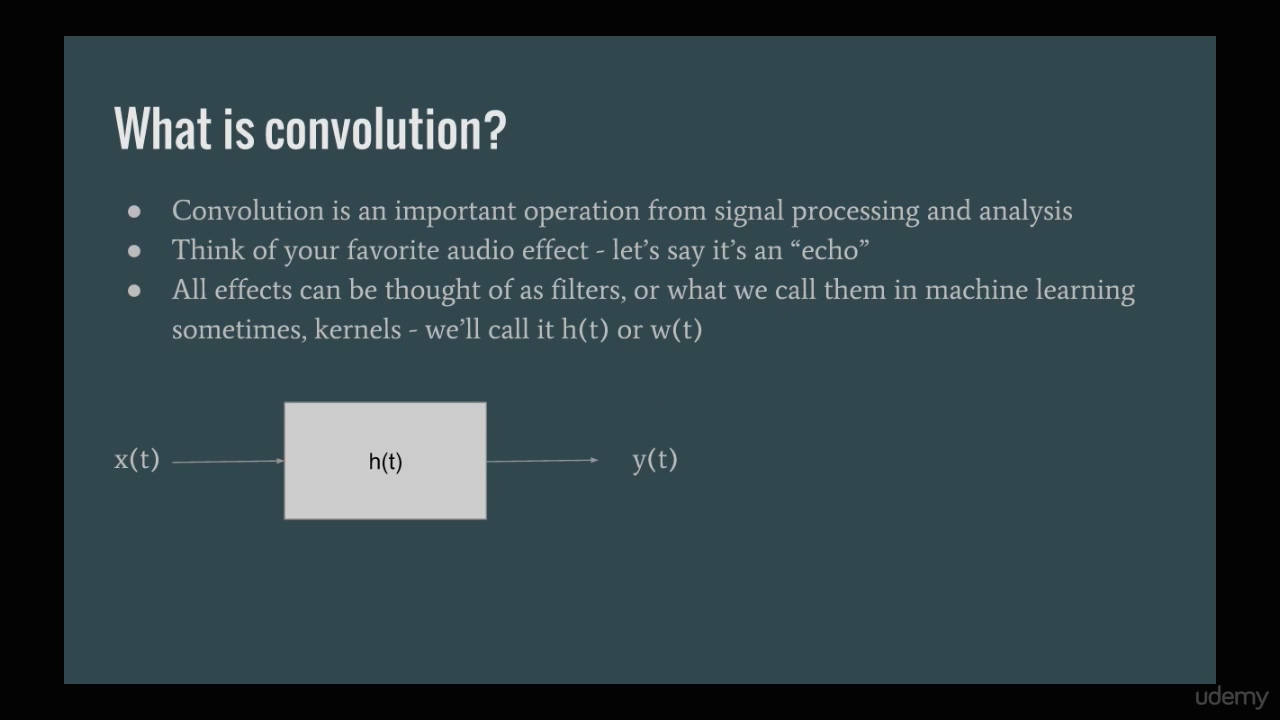 What is convolution?
● Convolution is an important operation from signal processing and analysis
● Think of your favorite audio effect - let’s say it’s an “echo”
● All effects can be thought of as filters, or what we call them in machine learning
sometimes, kernels - we’ll call it h(t) or w(t)
x(t) h(t) y(t)
udemy